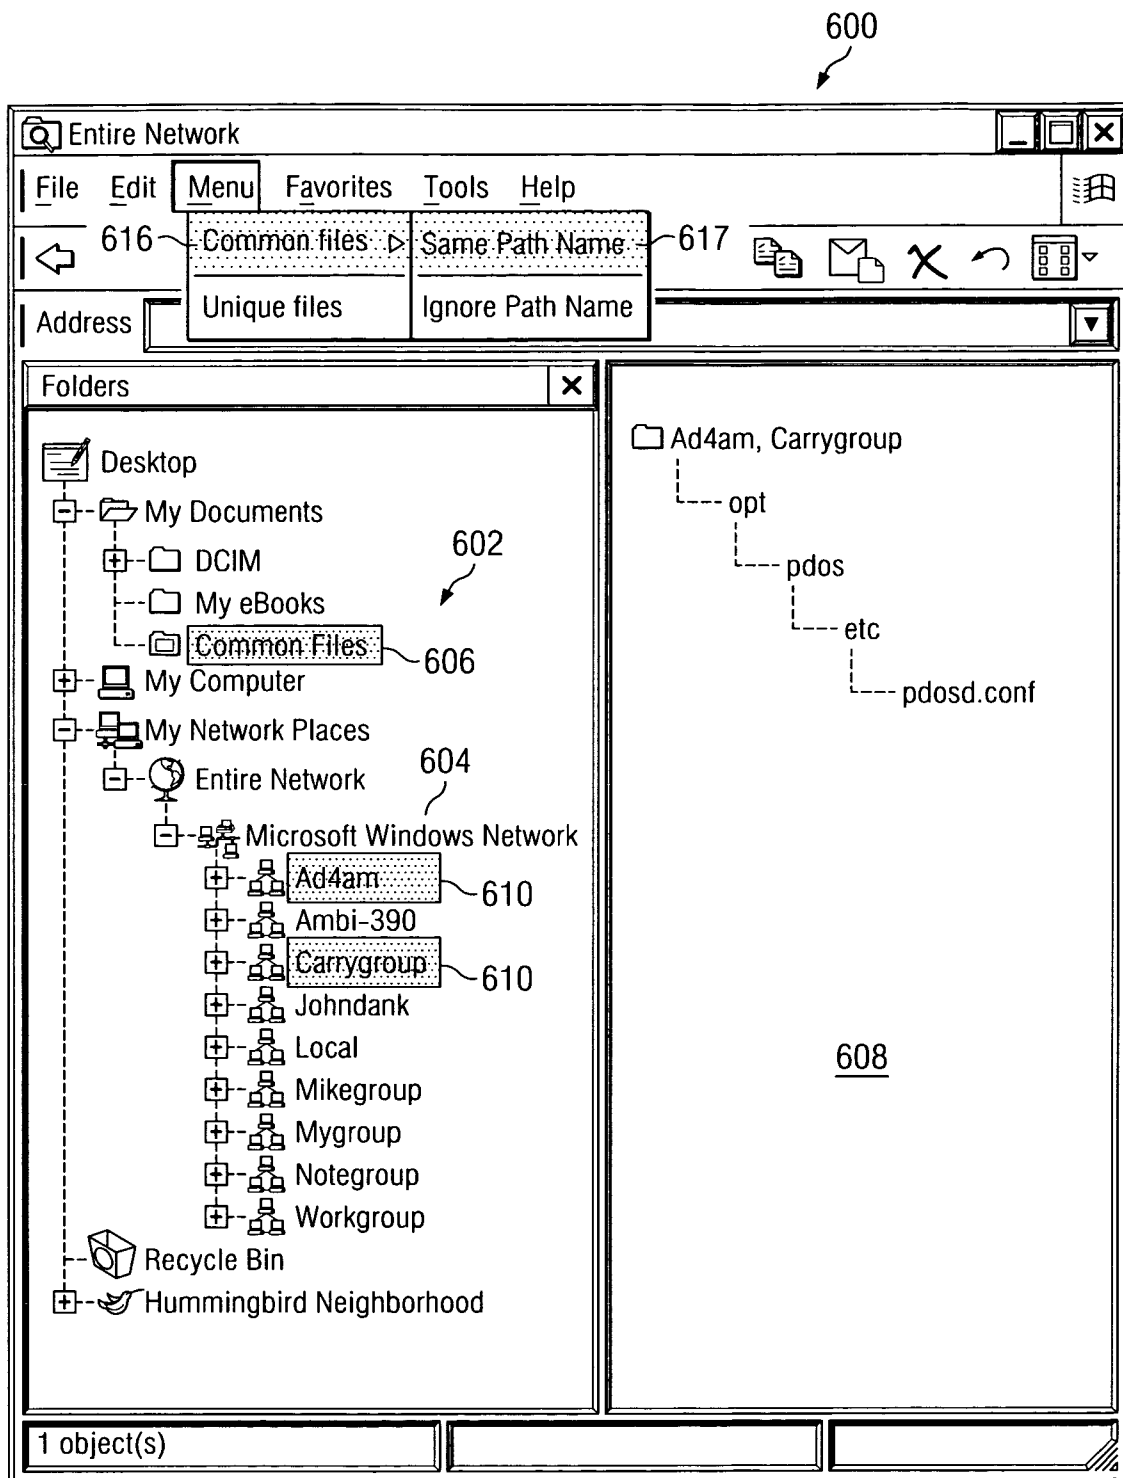 600
Entire Network
File Edit Menu Favorites Tools Help
616 Common files Same Path Name 617
Unique files Ignore Path Name
Address
Folders
Desktop
My Documents
DCIM
My eBooks
Common Files
602
606
My Computer
My Network Places
Entire Network
604
Microsoft Windows Network
Ad4am
610
Ambi-390
Carrygroup
610
Johndank
Local
Mikegroup
Mygroup
Notegroup
Workgroup
Recycle Bin
Hummingbird Neighborhood
Ad4am, Carrygroup
opt
pdos
etc
pdosd.conf
608
1 object(s)